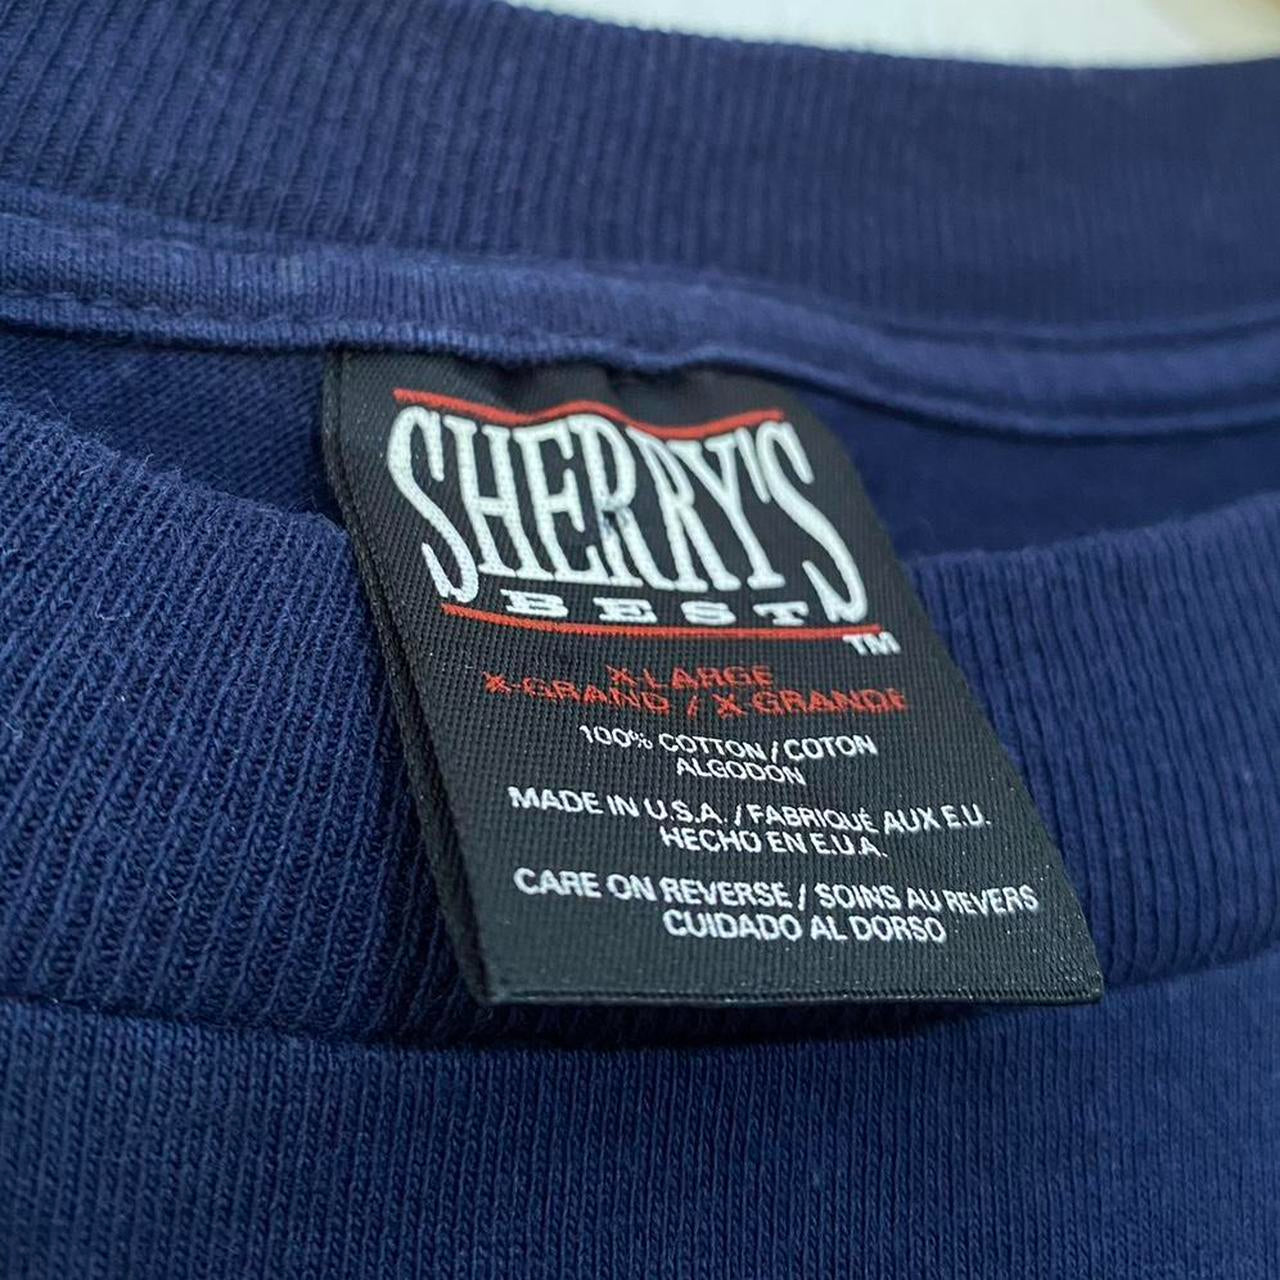 SHERRY'S
BEST
TM
X-LARGE
X-GRAND / X GRANDE
100% COTTON / COTON
ALGODON
MADE IN U.S.A. / FABRIQUÉ AUX E.U.
HECHO EN E.U.A.
CARE ON REVERSE / SOINS AU REVERS
CUIDADO AL DORSO